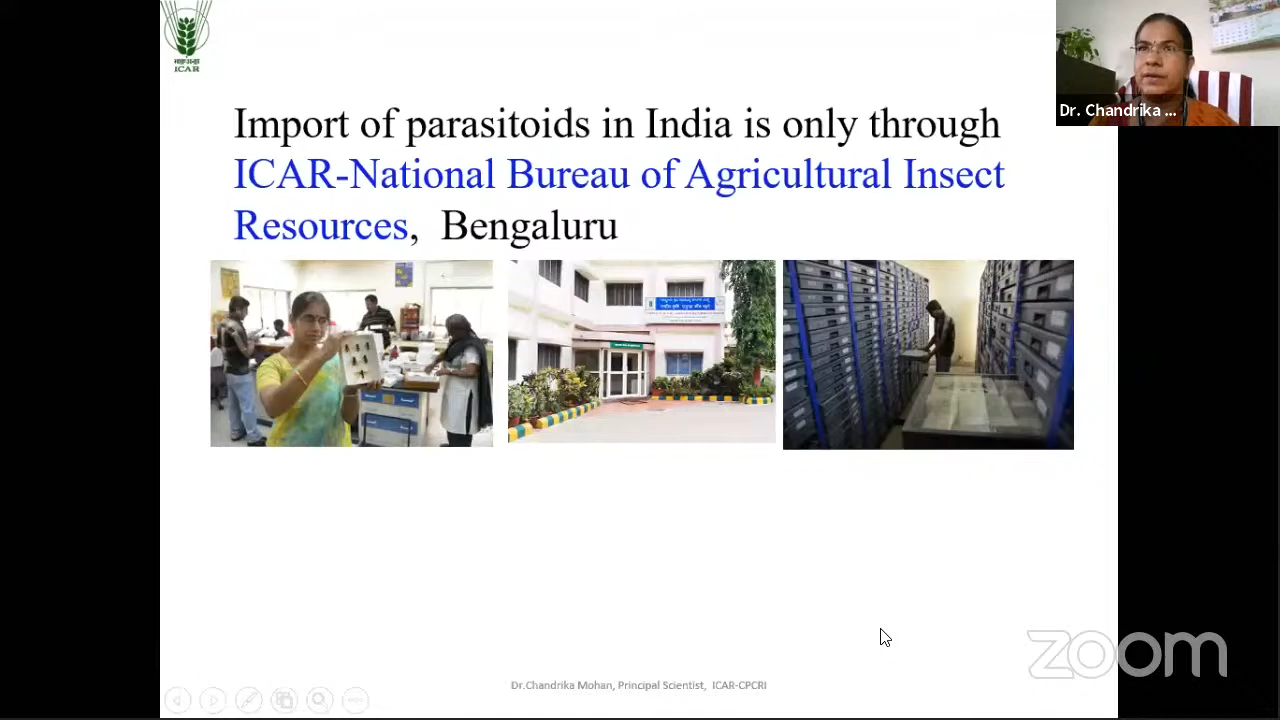 ICAR
Dr. Chandrika ...
Import of parasitoids in India is only through
ICAR-National Bureau of Agricultural Insect
Resources, Bengaluru
Dr.Chandrika Mohan, Principal Scientist, ICAR-CPCRI
zoom